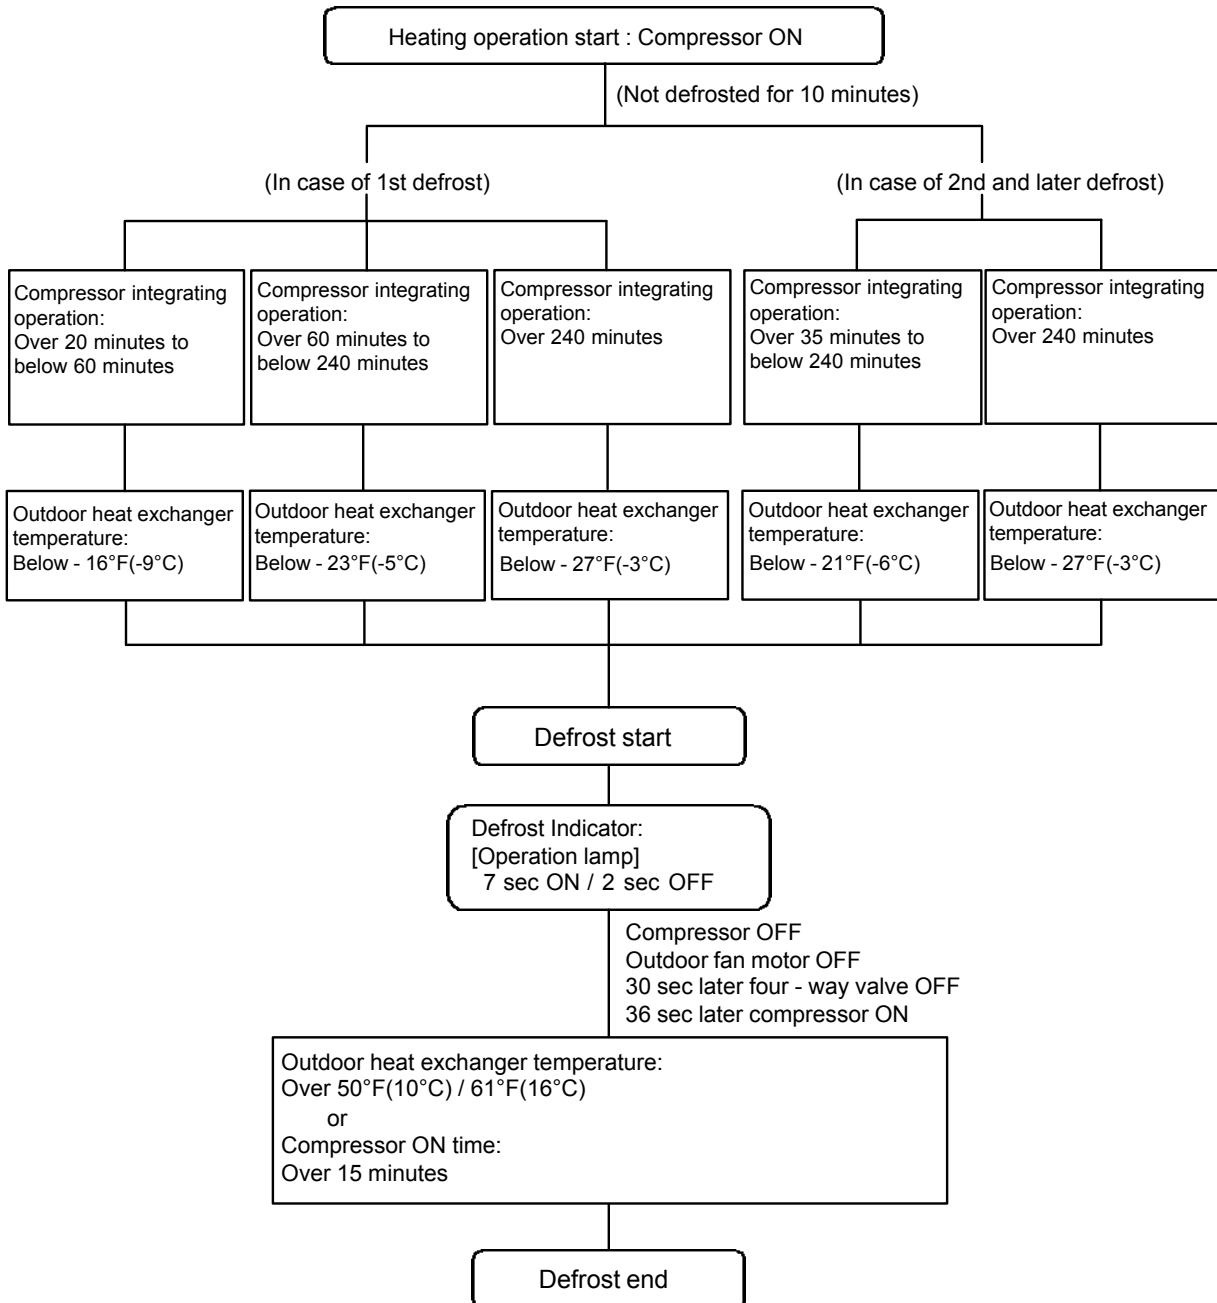 Heating operation start : Compressor ON
(Not defrosted for 10 minutes)
(In case of 1st defrost)
(In case of 2nd and later defrost)
Compressor integrating
operation:
Over 20 minutes to
below 60 minutes
Compressor integrating
operation:
Over 60 minutes to
below 240 minutes
Compressor integrating
operation:
Over 240 minutes
Compressor integrating
operation:
Over 35 minutes to
below 240 minutes
Compressor integrating
operation:
Over 240 minutes
Outdoor heat exchanger
temperature:
Below - 16°F(-9°C)
Outdoor heat exchanger
temperature:
Below - 23°F(-5°C)
Outdoor heat exchanger
temperature:
Below - 27°F(-3°C)
Outdoor heat exchanger
temperature:
Below - 21°F(-6°C)
Outdoor heat exchanger
temperature:
Below - 27°F(-3°C)
Defrost start
Defrost Indicator:
[Operation lamp]
7 sec ON / 2 sec OFF
Compressor OFF
Outdoor fan motor OFF
30 sec later four - way valve OFF
36 sec later compressor ON
Outdoor heat exchanger temperature:
Over 50°F(10°C) / 61°F(16°C)
or
Compressor ON time:
Over 15 minutes
Defrost end